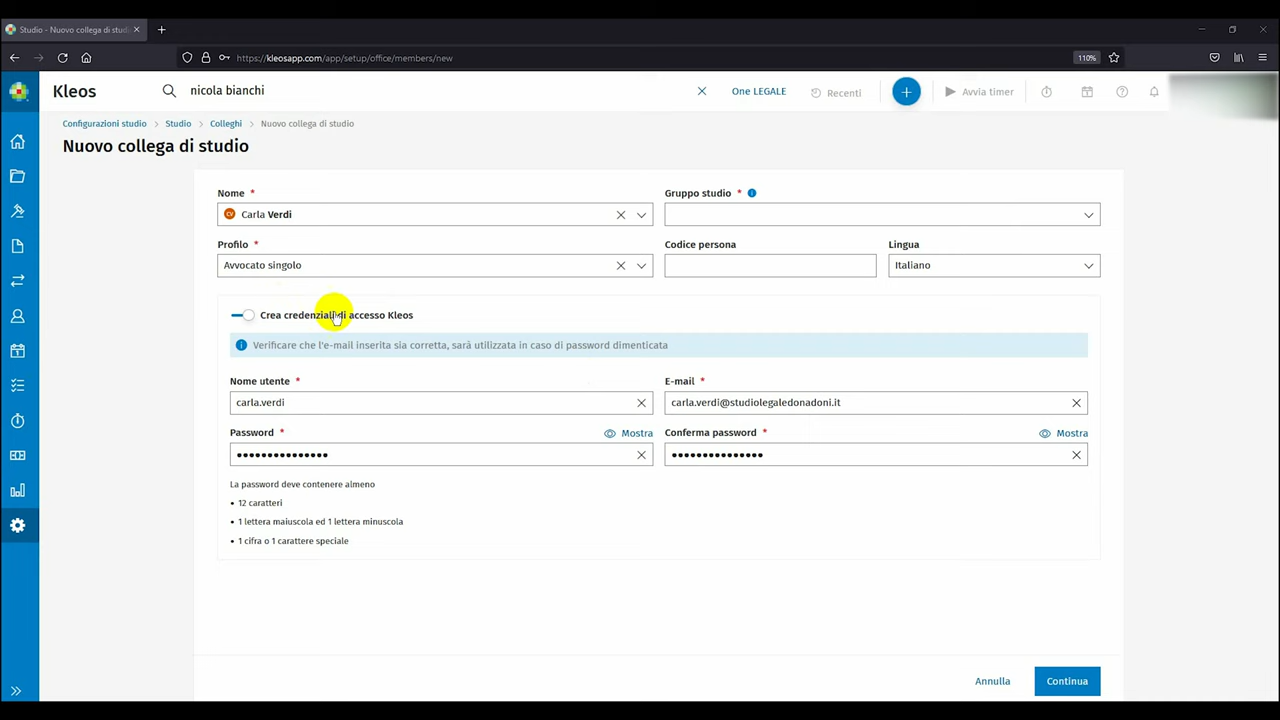 Studio - Nuovo collega di studi
https://kleosapp.com/app/setup/office/members/new
110%
Kleos
nicola bianchi
One LEGALE
Recenti
Avvia timer
Configurazioni studio > Studio > Colleghi > Nuovo collega di studio
Nuovo collega di studio
Nome *
Gruppo studio *
CV Carla Verdi
Profilo *
Codice persona
Lingua
Avvocato singolo
Italiano
Crea credenziali di accesso Kleos
Verificare che l'e-mail inserita sia corretta, sarà utilizzata in caso di password dimenticata
Nome utente *
E-mail *
carla.verdi
carla.verdi@studiolegaledonadoni.it
Password *
Mostra
Conferma password *
Mostra
•••••••••••••••
•••••••••••••••
La password deve contenere almeno
• 12 caratteri
• 1 lettera maiuscola ed 1 lettera minuscola
• 1 cifra o 1 carattere speciale
Annulla
Continua